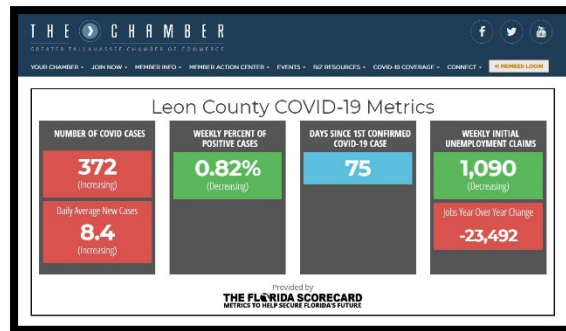 THE CHAMBER
GREATER TALLAHASSEE CHAMBER OF COMMERCE
YOUR CHAMBER JOIN NOW MEMBER INFO MEMBER ACTION CENTER EVENTS BIZ RESOURCES COVID-19 COVERAGE CONNECT MEMBER LOGIN
Leon County COVID-19 Metrics
NUMBER OF COVID CASES
372
(Increasing)
Daily Average New Cases
8.4
(Increasing)
WEEKLY PERCENT OF
POSITIVE CASES
0.82%
(Decreasing)
DAYS SINCE 1ST CONFIRMED
COVID-19 CASE
75
WEEKLY INITIAL
UNEMPLOYMENT CLAIMS
1,090
(Decreasing)
Jobs Year Over Year Change
-23,492
Provided by
THE FLORIDA SCORECARD
METRICS TO HELP SECURE FLORIDA'S FUTURE